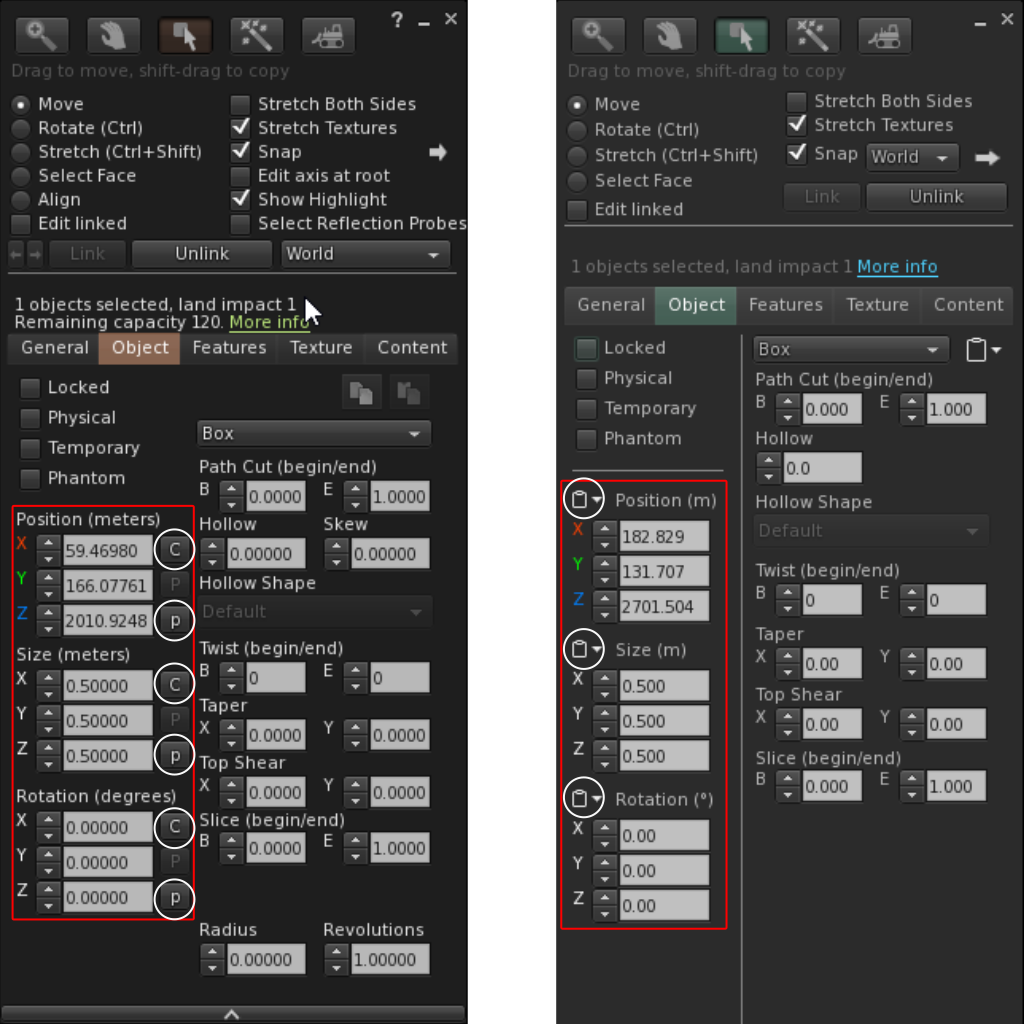 ?
Drag to move, shift-drag to copy
Move
Stretch Both Sides
Rotate (Ctrl)
Stretch Textures
Stretch (Ctrl+Shift)
Snap
Select Face
Edit axis at root
Align
Show Highlight
Edit linked
Select Reflection Probes
Link
Unlink
World
1 objects selected, land impact 1
Remaining capacity 120. More info
General Object Features Texture Content
Locked
Physical
Temporary
Phantom
Position (meters)
X 59.46980 C
Y 166.07761 P
Z 2010.9248 p
Size (meters)
X 0.50000 C
Y 0.50000 P
Z 0.50000 p
Rotation (degrees)
X 0.00000 C
Y 0.00000 P
Z 0.00000 p
Box
Path Cut (begin/end)
B 0.0000 E 1.0000
Hollow Skew
0.00000 0.00000
Hollow Shape
Default
Twist (begin/end)
B 0 E 0
Taper
X 0.0000 Y 0.0000
Top Shear
X 0.0000 Y 0.0000
Slice (begin/end)
B 0.0000 E 1.0000
Radius Revolutions
0.00000 1.00000
Drag to move, shift-drag to copy
Move
Stretch Both Sides
Rotate (Ctrl)
Stretch Textures
Stretch (Ctrl+Shift)
Snap World
Select Face
Link Unlink
Edit linked
1 objects selected, land impact 1 More info
General Object Features Texture Content
Locked
Physical
Temporary
Phantom
Position (m)
X 182.829
Y 131.707
Z 2701.504
Size (m)
X 0.500
Y 0.500
Z 0.500
Rotation (°)
X 0.00
Y 0.00
Z 0.00
Box
Path Cut (begin/end)
B 0.000 E 1.000
Hollow
0.0
Hollow Shape
Default
Twist (begin/end)
B 0 E 0
Taper
X 0.00 Y 0.00
Top Shear
X 0.00 Y 0.00
Slice (begin/end)
B 0.000 E 1.000